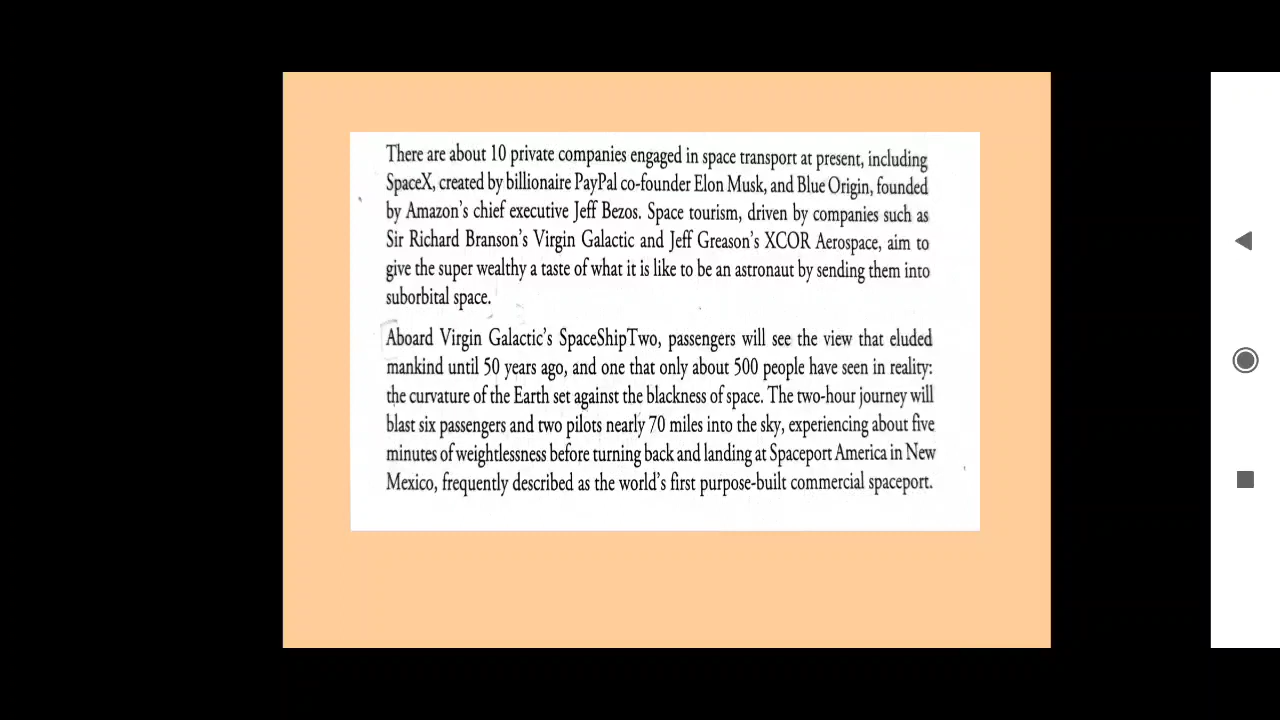 There are about 10 private companies engaged in space transport at present, including
SpaceX, created by billionaire PayPal co-founder Elon Musk, and Blue Origin, founded
by Amazon's chief executive Jeff Bezos. Space tourism, driven by companies such as
Sir Richard Branson's Virgin Galactic and Jeff Greason's XCOR Aerospace, aim to
give the super wealthy a taste of what it is like to be an astronaut by sending them into
suborbital space.
Aboard Virgin Galactic's SpaceShipTwo, passengers will see the view that eluded
mankind until 50 years ago, and one that only about 500 people have seen in reality:
the curvature of the Earth set against the blackness of space. The two-hour journey will
blast six passengers and two pilots nearly 70 miles into the sky, experiencing about five
minutes of weightlessness before turning back and landing at Spaceport America in New
Mexico, frequently described as the world's first purpose-built commercial spaceport.